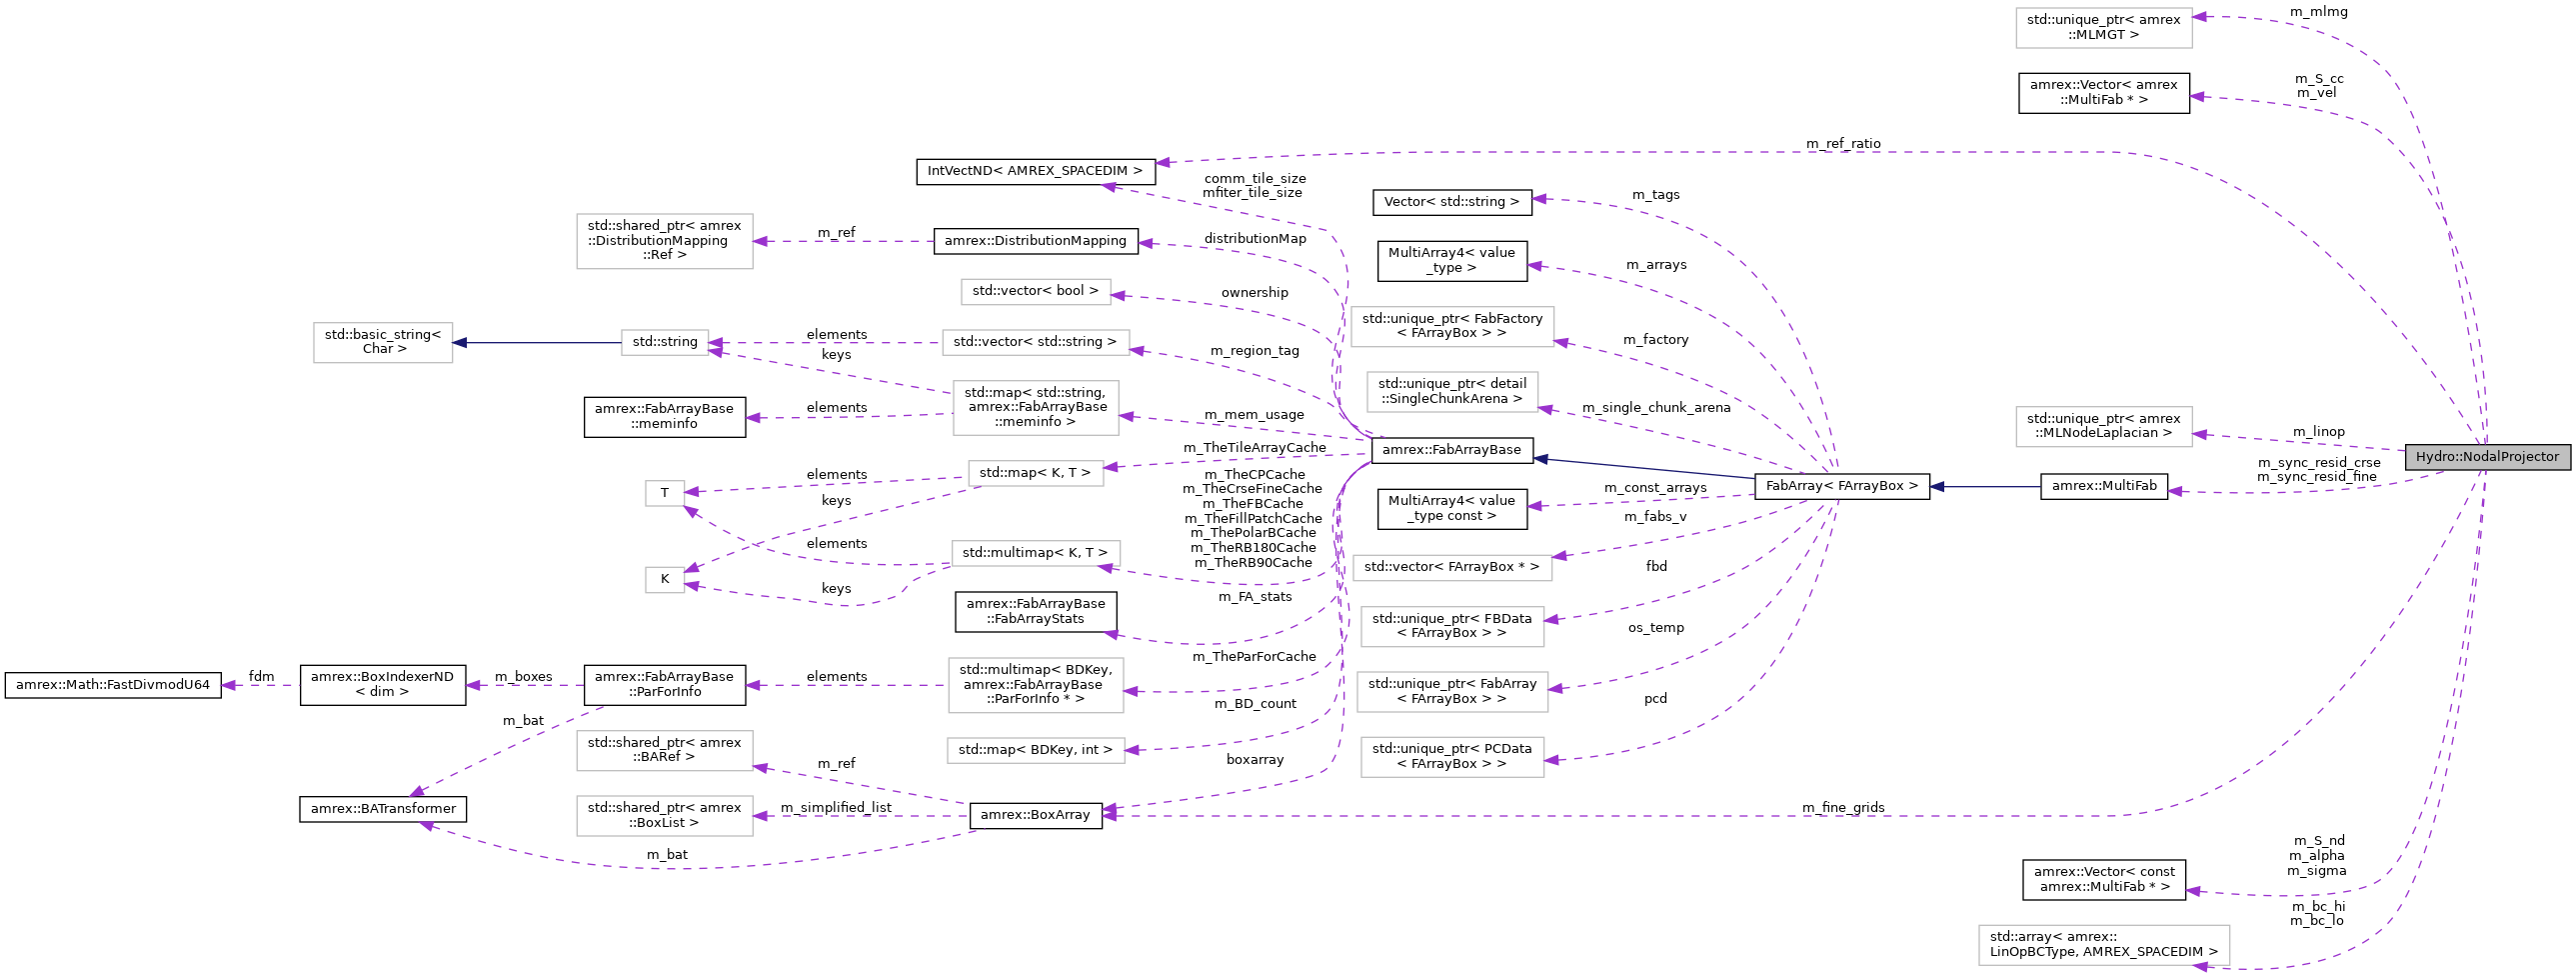 m_mlmg
std::unique_ptr< amrex
::MLMGT >
m_S_cc
m_vel
amrex::Vector< amrex
::MultiFab * >
m_ref_ratio
IntVectND< AMREX_SPACEDIM >
comm_tile_size
mfiter_tile_size
Vector< std::string >
m_tags
std::shared_ptr< amrex
::DistributionMapping
::Ref >
m_ref
amrex::DistributionMapping
distributionMap
MultiArray4< value
_type >
m_arrays
std::vector< bool >
ownership
std::unique_ptr< FabFactory
< FArrayBox > >
m_factory
std::basic_string<
Char >
std::string
elements
keys
std::vector< std::string >
m_region_tag
std::unique_ptr< detail
::SingleChunkArena >
m_single_chunk_arena
amrex::FabArrayBase
::meminfo
elements
std::map< std::string,
amrex::FabArrayBase
::meminfo >
m_mem_usage
std::unique_ptr< amrex
::MLNodeLaplacian >
m_linop
amrex::FabArrayBase
m_TheTileArrayCache
Hydro::NodalProjector
m_sync_resid_crse
m_sync_resid_fine
T
elements
keys
std::map< K, T >
m_TheCPCache
m_TheCrseFineCache
m_TheFBCache
m_TheFillPatchCache
m_ThePolarBCache
m_TheRB180Cache
m_TheRB90Cache
MultiArray4< value
_type const >
m_const_arrays
FabArray< FArrayBox >
amrex::MultiFab
m_fabs_v
elements
std::multimap< K, T >
std::vector< FArrayBox * >
fbd
K
keys
amrex::FabArrayBase
::FabArrayStats
m_FA_stats
std::unique_ptr< FBData
< FArrayBox > >
os_temp
m_TheParForCache
amrex::Math::FastDivmodU64
fdm
amrex::BoxIndexerND
< dim >
m_boxes
amrex::FabArrayBase
::ParForInfo
elements
std::multimap< BDKey,
amrex::FabArrayBase
::ParForInfo * >
std::unique_ptr< FabArray
< FArrayBox > >
pcd
m_bat
m_BD_count
std::shared_ptr< amrex
::BARef >
m_ref
std::map< BDKey, int >
boxarray
std::unique_ptr< PCData
< FArrayBox > >
amrex::BATransformer
std::shared_ptr< amrex
::BoxList >
m_simplified_list
amrex::BoxArray
m_fine_grids
m_bat
m_S_nd
m_alpha
m_sigma
amrex::Vector< const
amrex::MultiFab * >
m_bc_hi
m_bc_lo
std::array< amrex::
LinOpBCType, AMREX_SPACEDIM >